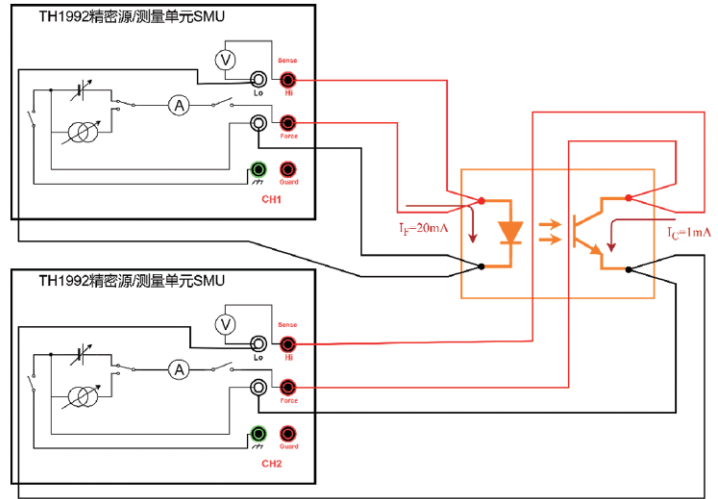 TH1992精密源/测量单元SMU
V
Sense
Lo
Hi
A
Force
Guard
CH1
IF=20mA
IC=1mA
TH1992精密源/测量单元SMU
V
Sense
Lo
Hi
A
Force
Guard
CH2